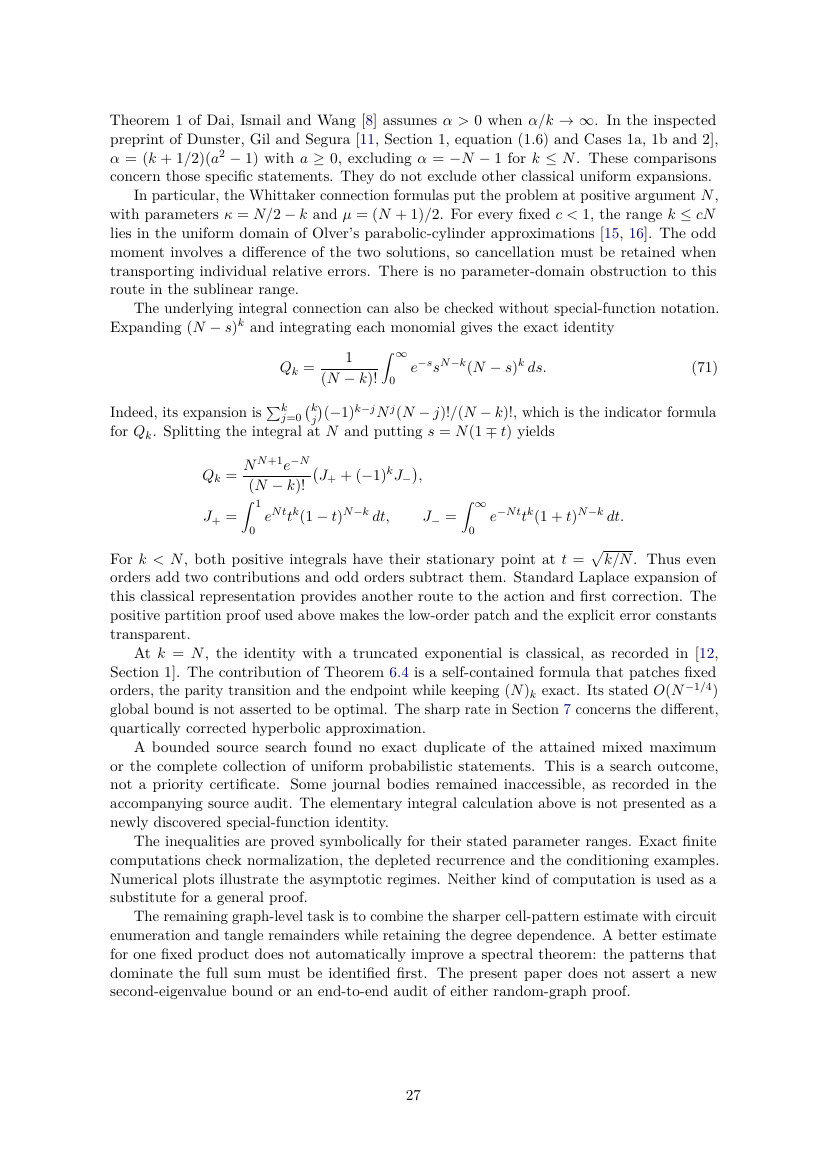 Theorem 1 of Dai, Ismail and Wang [8] assumes α > 0 when α/k → ∞. In the inspected
preprint of Dunster, Gil and Segura [11, Section 1, equation (1.6) and Cases 1a, 1b and 2],
α = (k + 1/2)(a² − 1) with a ≥ 0, excluding α = −N − 1 for k ≤ N. These comparisons
concern those specific statements. They do not exclude other classical uniform expansions.
In particular, the Whittaker connection formulas put the problem at positive argument N,
with parameters κ = N/2 − k and μ = (N + 1)/2. For every fixed c < 1, the range k ≤ cN
lies in the uniform domain of Olver's parabolic-cylinder approximations [15, 16]. The odd
moment involves a difference of the two solutions, so cancellation must be retained when
transporting individual relative errors. There is no parameter-domain obstruction to this
route in the sublinear range.
The underlying integral connection can also be checked without special-function notation.
Expanding (N − s)^k and integrating each monomial gives the exact identity
Q_k = 1/(N − k)! ∫_0^∞ e^{−s} s^{N−k} (N − s)^k ds. (71)
Indeed, its expansion is ∑_{j=0}^k \binom{k}{j} (−1)^{k−j} N^j (N − j)!/(N − k)!, which is the indicator formula
for Q_k. Splitting the integral at N and putting s = N(1 ∓ t) yields
Q_k = N^{N+1} e^{−N}/(N − k)! (J_+ + (−1)^k J_−),
J_+ = ∫_0^1 e^{Nt} t^k (1 − t)^{N−k} dt, J_− = ∫_0^∞ e^{−Nt} t^k (1 + t)^{N−k} dt.
For k < N, both positive integrals have their stationary point at t = √(k/N). Thus even
orders add two contributions and odd orders subtract them. Standard Laplace expansion of
this classical representation provides another route to the action and first correction. The
positive partition proof used above makes the low-order patch and the explicit error constants
transparent.
At k = N, the identity with a truncated exponential is classical, as recorded in [12,
Section 1]. The contribution of Theorem 6.4 is a self-contained formula that patches fixed
orders, the parity transition and the endpoint while keeping (N)_k exact. Its stated O(N^{−1/4})
global bound is not asserted to be optimal. The sharp rate in Section 7 concerns the different,
quartically corrected hyperbolic approximation.
A bounded source search found no exact duplicate of the attained mixed maximum
or the complete collection of uniform probabilistic statements. This is a search outcome,
not a priority certificate. Some journal bodies remained inaccessible, as recorded in the
accompanying source audit. The elementary integral calculation above is not presented as a
newly discovered special-function identity.
The inequalities are proved symbolically for their stated parameter ranges. Exact finite
computations check normalization, the depleted recurrence and the conditioning examples.
Numerical plots illustrate the asymptotic regimes. Neither kind of computation is used as a
substitute for a general proof.
The remaining graph-level task is to combine the sharper cell-pattern estimate with circuit
enumeration and tangle remainders while retaining the degree dependence. A better estimate
for one fixed product does not automatically improve a spectral theorem: the patterns that
dominate the full sum must be identified first. The present paper does not assert a new
second-eigenvalue bound or an end-to-end audit of either random-graph proof.
27